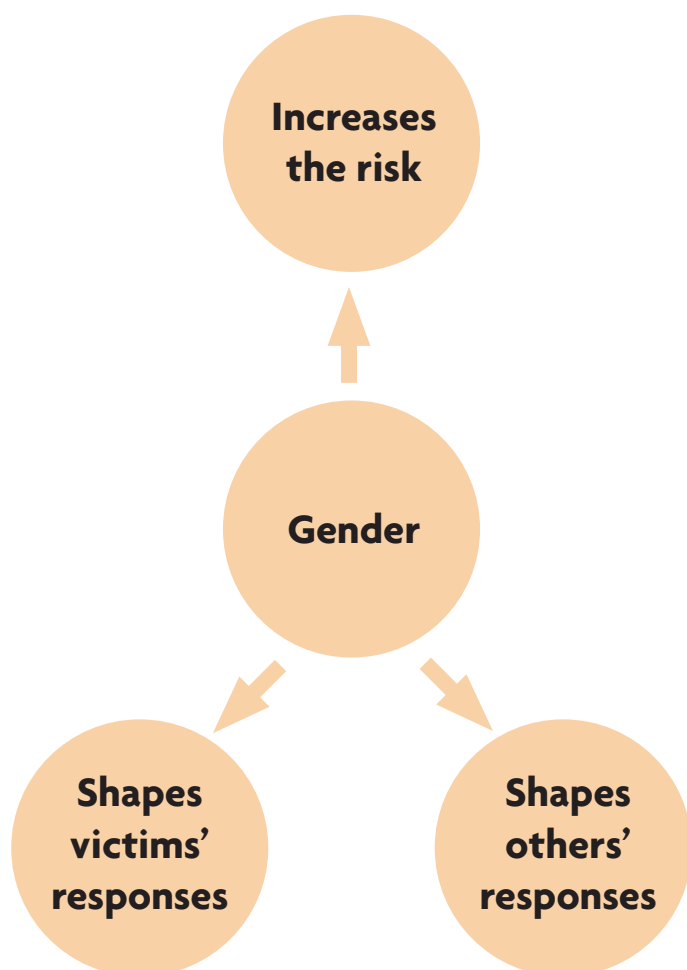 Increases
the risk
Gender
Shapes
victims’
responses
Shapes
others’
responses